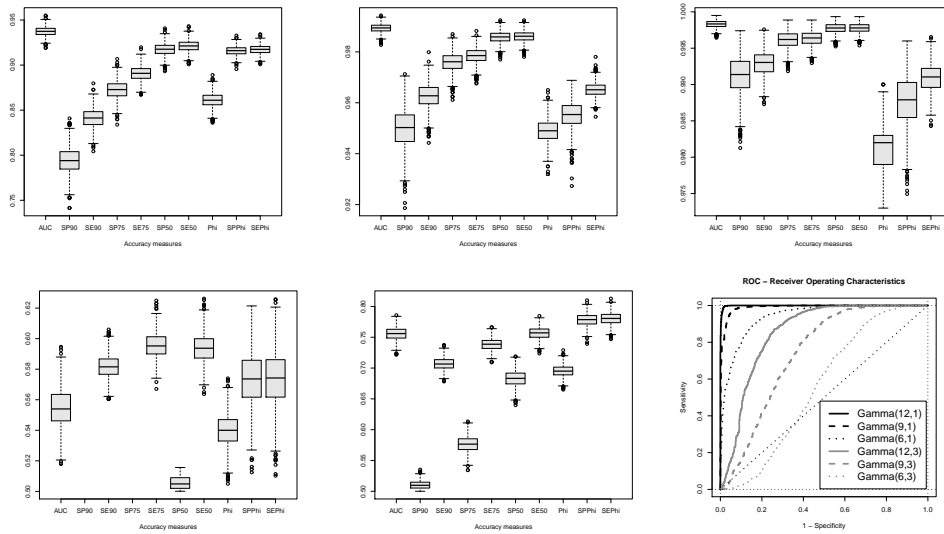 0.95
0.90
0.85
0.80
0.75
AUC SP90 SE90 SP75 SE75 SP50 SE50 Phi SPPhi SEPhi
Accuracy measures
0.98
0.96
0.94
0.92
AUC SP90 SE90 SP75 SE75 SP50 SE50 Phi SPPhi SEPhi
Accuracy measures
1.000
0.995
0.990
0.985
0.980
0.975
AUC SP90 SE90 SP75 SE75 SP50 SE50 Phi SPPhi SEPhi
Accuracy measures
0.62
0.60
0.58
0.56
0.54
0.52
0.50
AUC SP90 SE90 SP75 SE75 SP50 SE50 Phi SPPhi SEPhi
Accuracy measures
0.80
0.75
0.70
0.65
0.60
0.55
0.50
AUC SP90 SE90 SP75 SE75 SP50 SE50 Phi SPPhi SEPhi
Accuracy measures
ROC – Receiver Operating Characteristics
Sensitivity
1.0
0.8
0.6
0.4
0.2
0.0
Gamma(12,1)
Gamma(9,1)
Gamma(6,1)
Gamma(12,3)
Gamma(9,3)
Gamma(6,3)
0.0 0.2 0.4 0.6 0.8 1.0
1 – Specificity